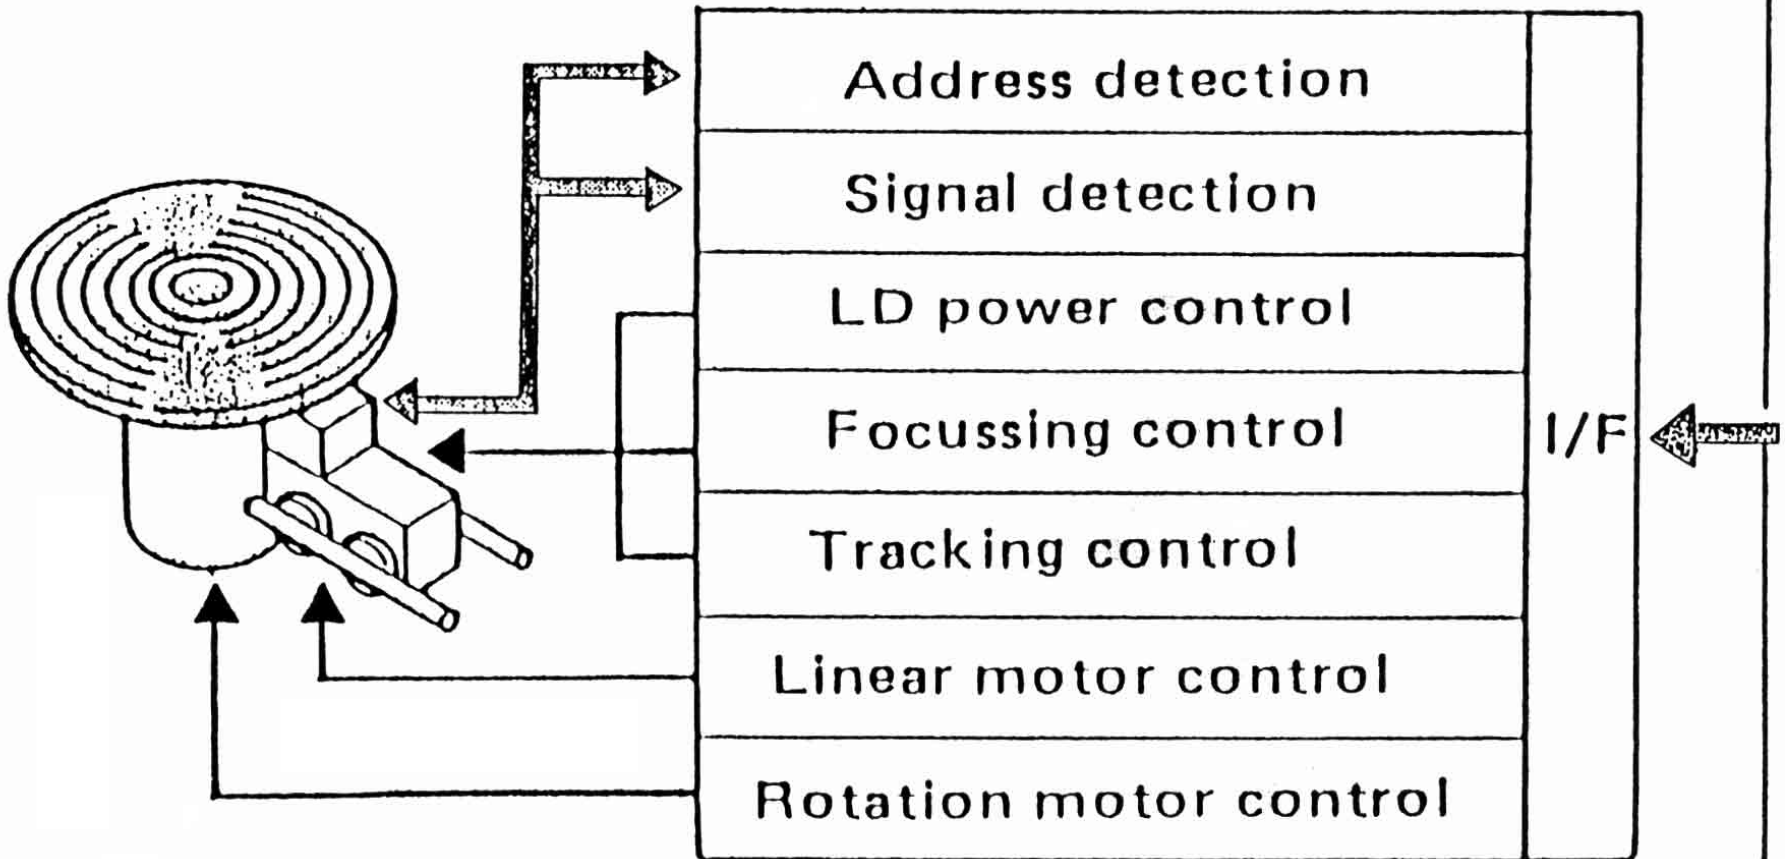 Address detection
Signal detection
LD power control
Focussing control
I/F
Tracking control
Linear motor control
Rotation motor control